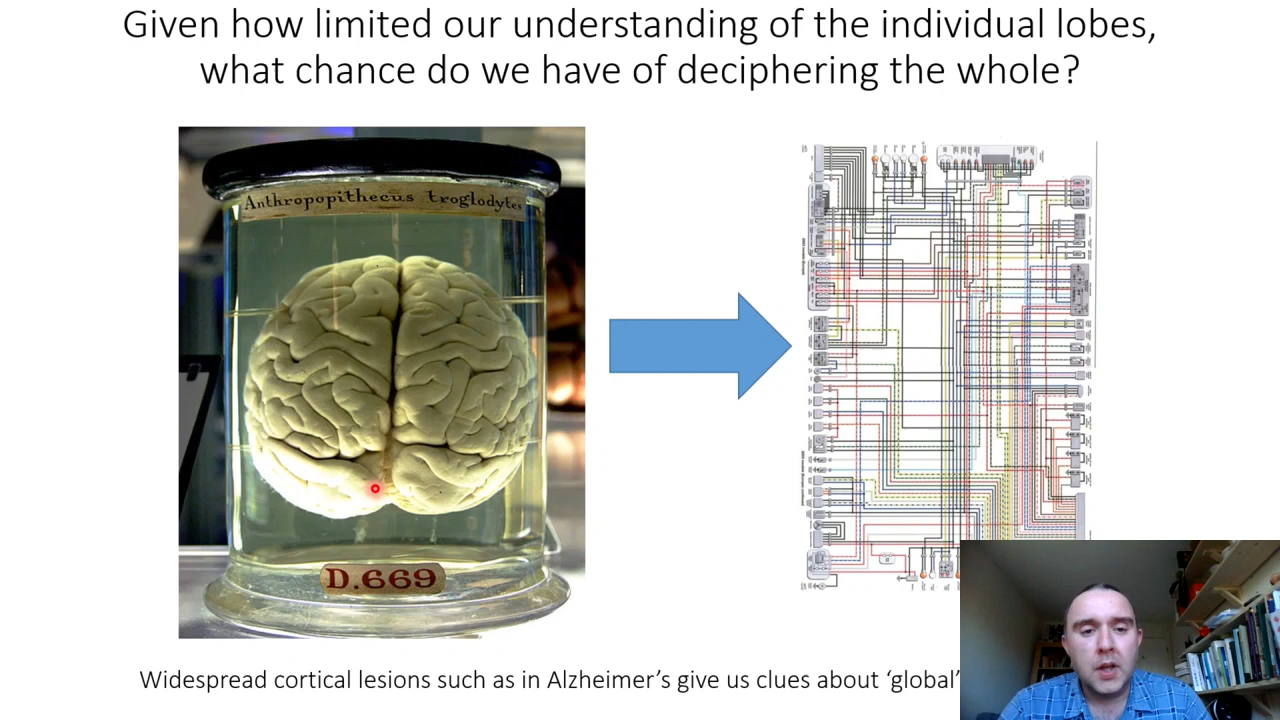 Given how limited our understanding of the individual lobes,
what chance do we have of deciphering the whole?
Anthropopithecus troglodytes
D.669
Widespread cortical lesions such as in Alzheimer’s give us clues about ‘global’